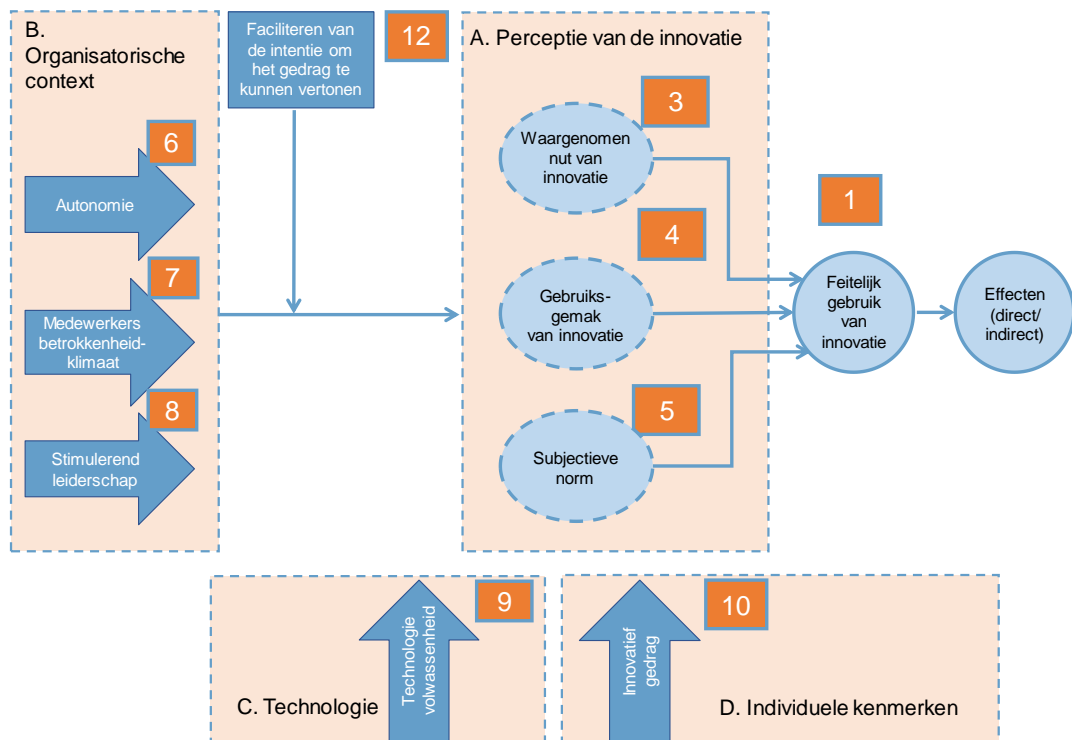 B.
Organisatorische
context
Faciliteren van
de intentie om
het gedrag te
kunnen vertonen
12
A. Perceptie van de innovatie
3
Waargenomen
nut van
innovatie
6
Autonomie
1
4
7
Medewerkers
betrokkenheid-
klimaat
Gebruiks-
gemak
van innovatie
Feitelijk
gebruik
van
innovatie
Effecten
(direct/
indirect)
8
Stimulerend
leiderschap
5
Subjectieve
norm
9
Technologie
volwassenheid
C. Technologie
10
Innovatief
gedrag
D. Individuele kenmerken